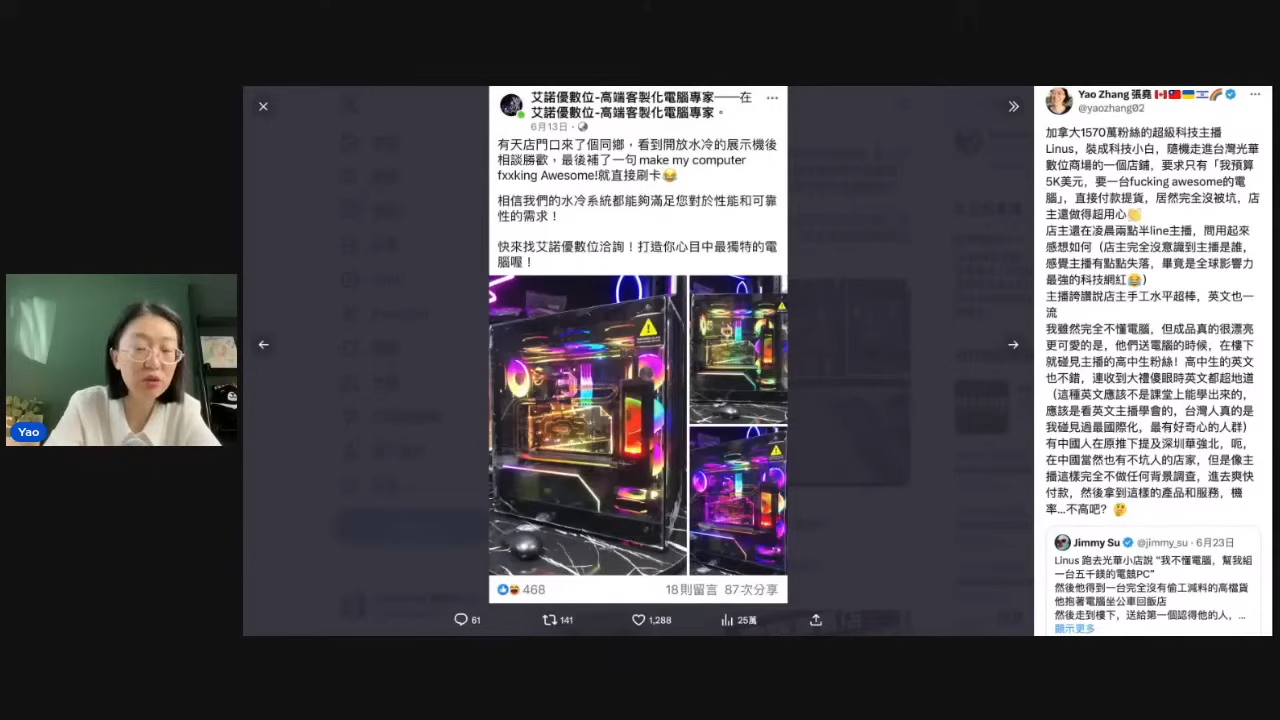 艾諾優數位-高端客製化電腦專家——在
艾諾優數位-高端客製化電腦專家。
6月13日
有天店門口來了個同鄉，看到開放水冷的展示機後
相談勝歡，最後補了一句 make my computer
fxxking Awesome!就直接刷卡😂
相信我們的水冷系統都能夠滿足您對於性能和可靠
性的需求！
快來找艾諾優數位洽詢！打造你心目中最獨特的電
腦喔！
468
18則留言 87次分享
61
141
1,288
25萬
Yao
Yao Zhang 張堯 🇨🇦🇹🇼🇺🇦🇮🇱🌈
@yaozhang02
加拿大1570萬粉絲的超級科技主播
Linus，裝成科技小白，隨機走進台灣光華
數位商場的一個店鋪，要求只有「我預算
5K美元，要一台fucking awesome的電
腦」，直接付款提貨，居然完全沒被坑，店
主還做得超用心👏
店主還在凌晨兩點半line主播，問用起來
感想如何（店主完全沒意識到主播是誰，
感覺主播有點點失落，畢竟是全球影響力
最強的科技網紅😂）
主播誇讚說店主手工水平超棒，英文也一
流
我雖然完全不懂電腦，但成品真的很漂亮
更可愛的是，他們送電腦的時候，在樓下
就碰見主播的高中生粉絲！高中生的英文
也不錯，連收到大禮傻眼時英文都超地道
（這種英文應該不是課堂上能學出來的，
應該是看英文主播學會的，台灣人真的是
我碰見過最國際化，最有好奇心的人群）
有中國人在原推下提及深圳華強北，呃，
在中國當然也有不坑人的店家，但是像主
播這樣完全不做任何背景調查，進去爽快
付款，然後拿到這樣的產品和服務，機
率...不高吧？🤔
Jimmy Su @jimmy_su · 6月23日
Linus 跑去光華小店說 “我不懂電腦，幫我組
一台五千鎂的電競PC”
然後他得到一台完全沒有偷工減料的高檔貨
他抱著電腦坐公車回飯店
然後走到樓下，送給第一個認得他的人，...
顯示更多